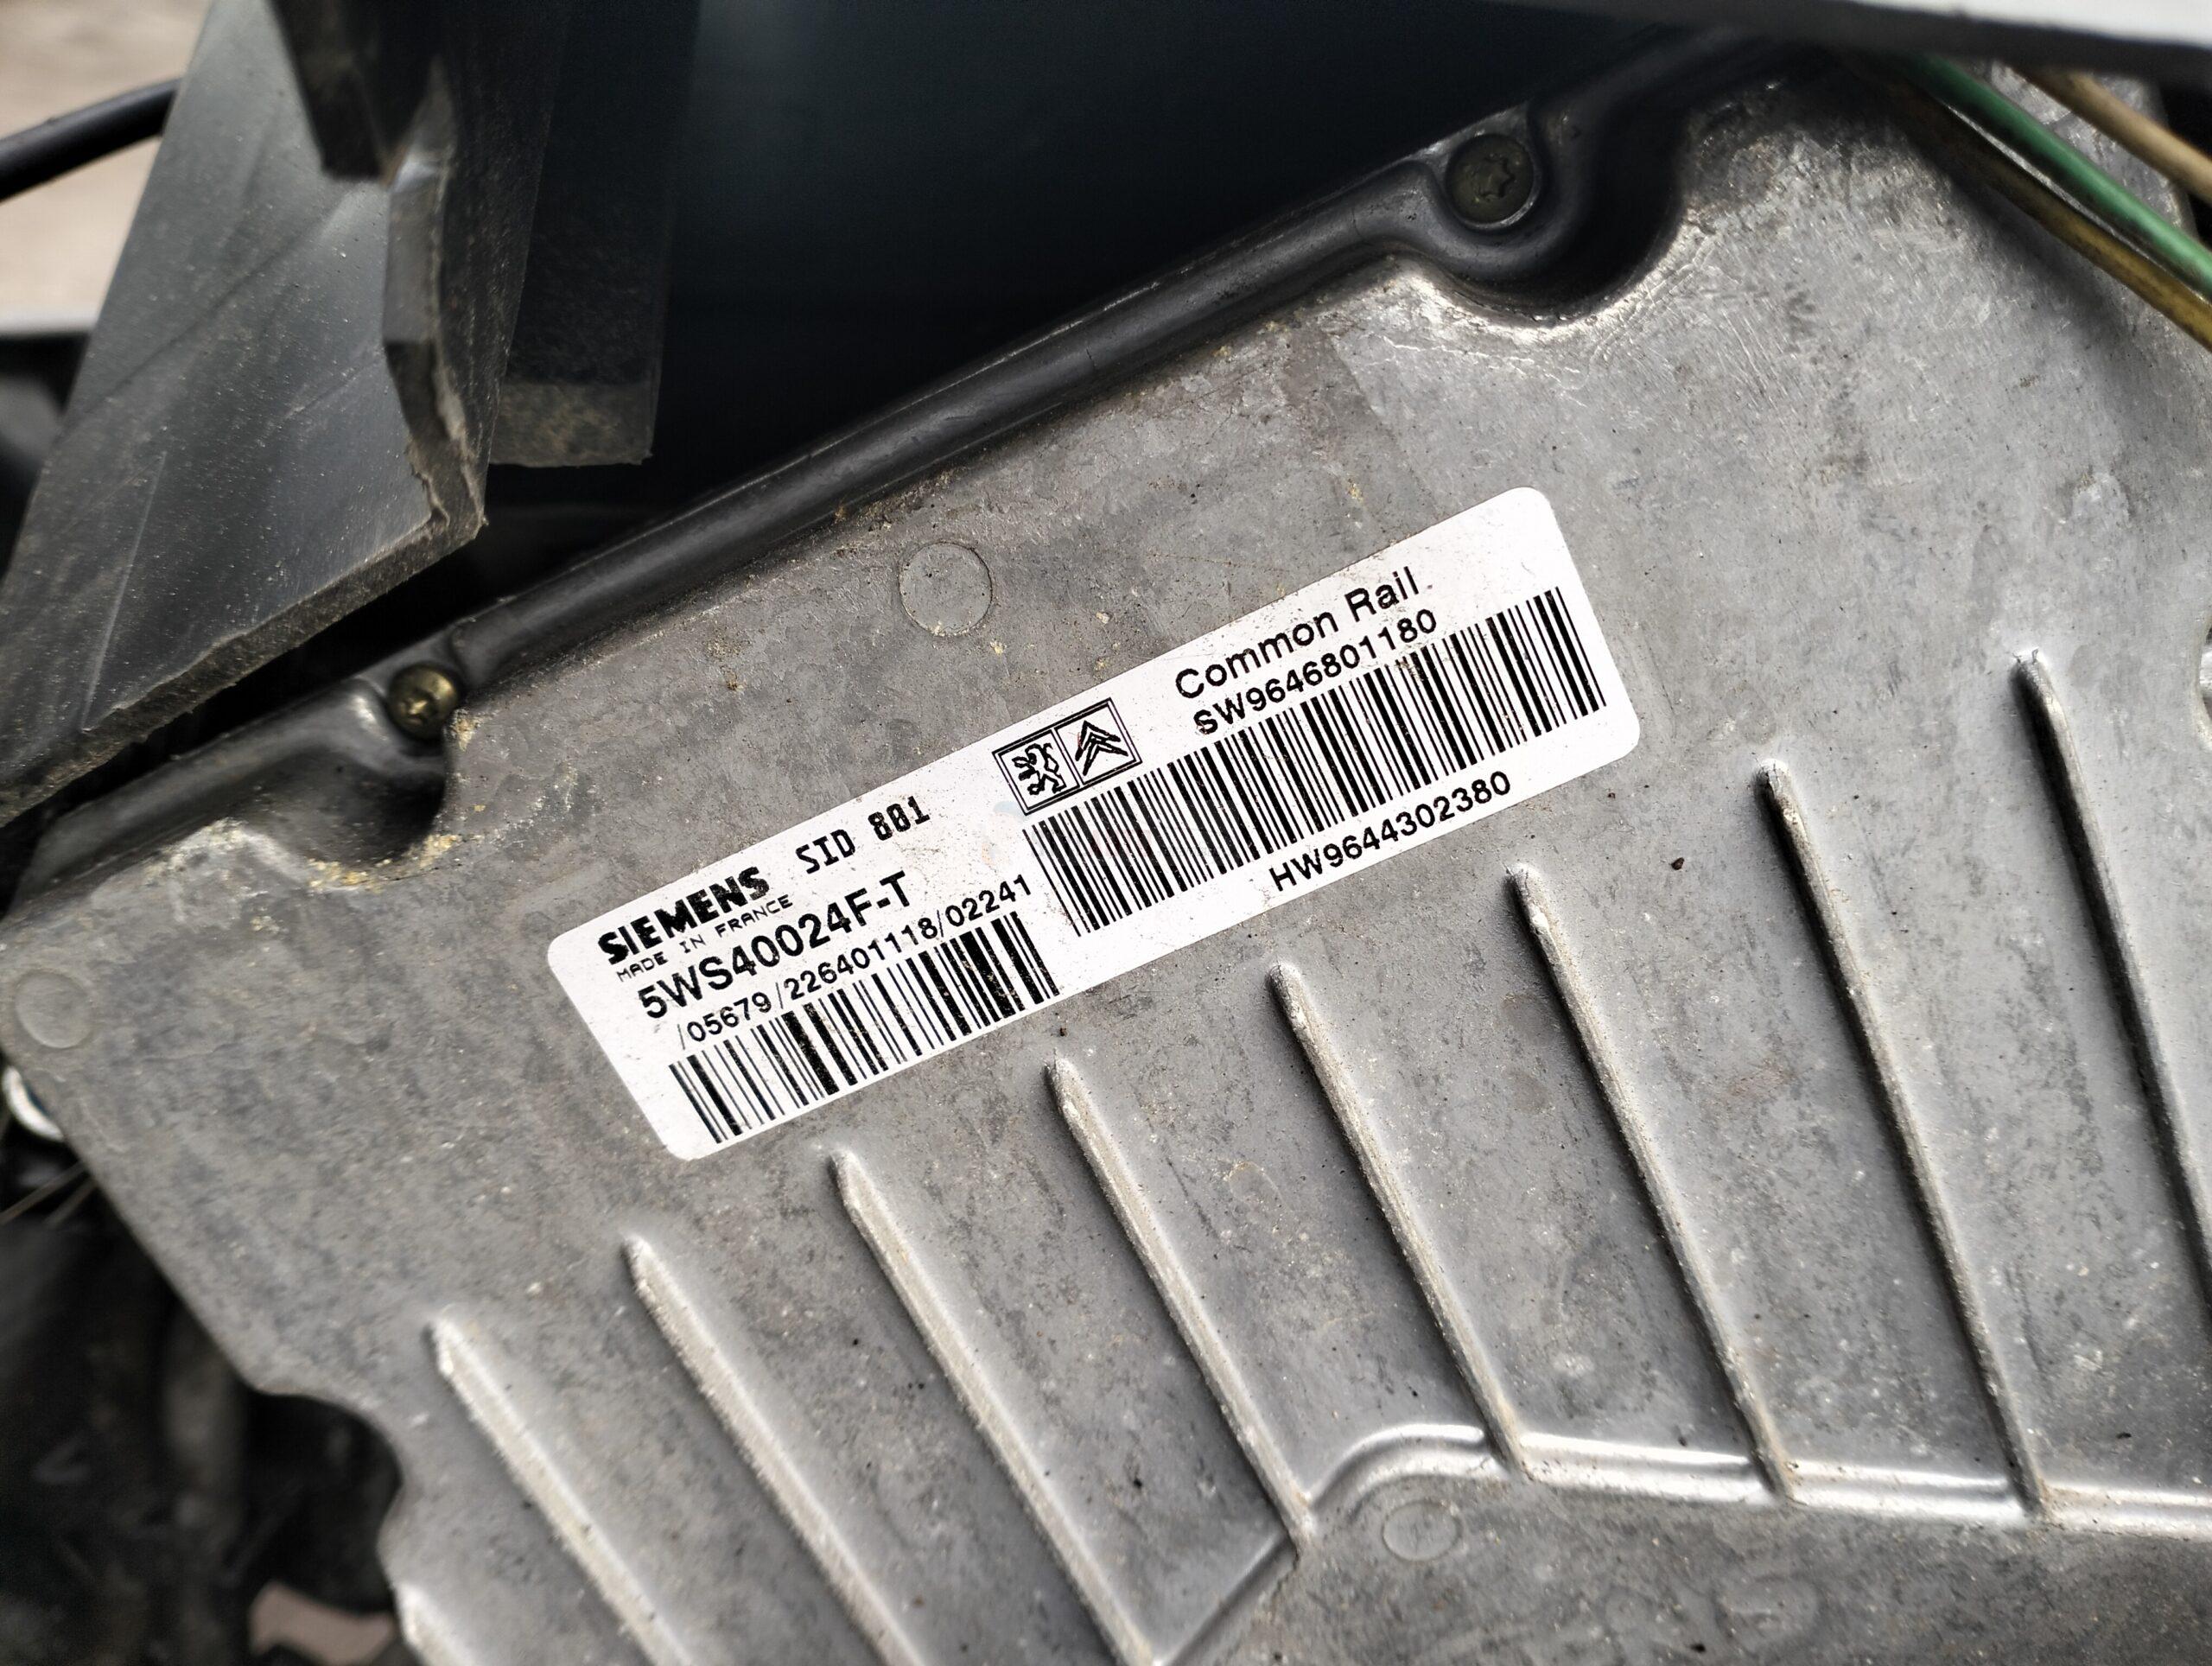 SIEMENS SID 801
MADE IN FRANCE
5WS40024F-T
/05679/226401118/02241
Common Rail
SW9646801180
HW9644302380